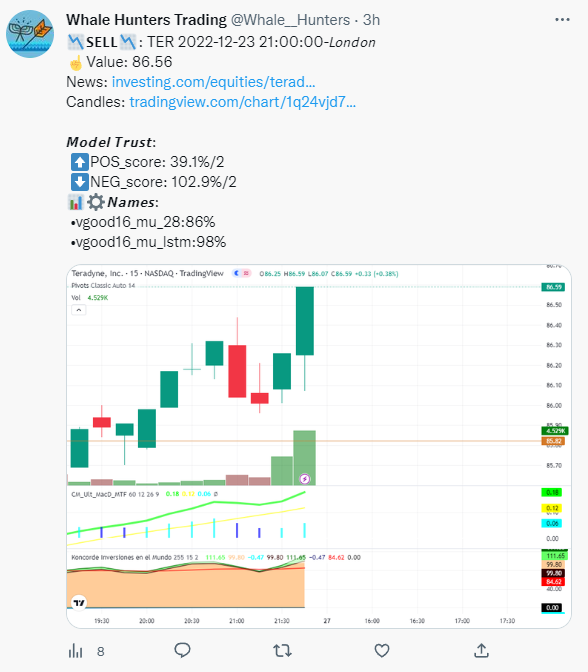 Whale Hunters Trading @Whale__Hunters · 3h
📉𝗦𝗘𝗟𝗟📉: TER 2022-12-23 21:00:00-𝘓𝘰𝘯𝘥𝘰𝘯
☝Value: 86.56
News: investing.com/equities/terad...
Candles: tradingview.com/chart/1q24vjd7...
𝙈𝙤𝙙𝙚𝙡 𝙏𝙧𝙪𝙨𝙩:
⬆POS_score: 39.1%/2
⬇NEG_score: 102.9%/2
📊⚙𝙉𝙖𝙢𝙚𝙨:
•vgood16_mu_28:86%
•vgood16_mu_lstm:98%
Teradyne, Inc. · 15 · NASDAQ · TradingView O86.25 H86.59 L86.07 C86.59 +0.33 (+0.38%)
Pivots Classic Auto 14
Vol 4.529K
86.70
86.59
86.50
86.40
86.30
86.20
86.10
86.00
85.90
4.529K
85.82
85.70
CM_Ult_MacD_MTF 60 12 26 9 0.18 0.12 0.06 Ø
0.18
0.12
0.06
0.00
Koncorde Inversiones en el Mundo 255 15 2 111.65 99.80 -0.47 99.80 111.65 -0.47 84.62 0.00
111.65
99.80
99.80
84.62
40.00
0.00
19:30 20:00 20:30 21:00 21:30 27 16:00 16:30 17:00 17:30
8